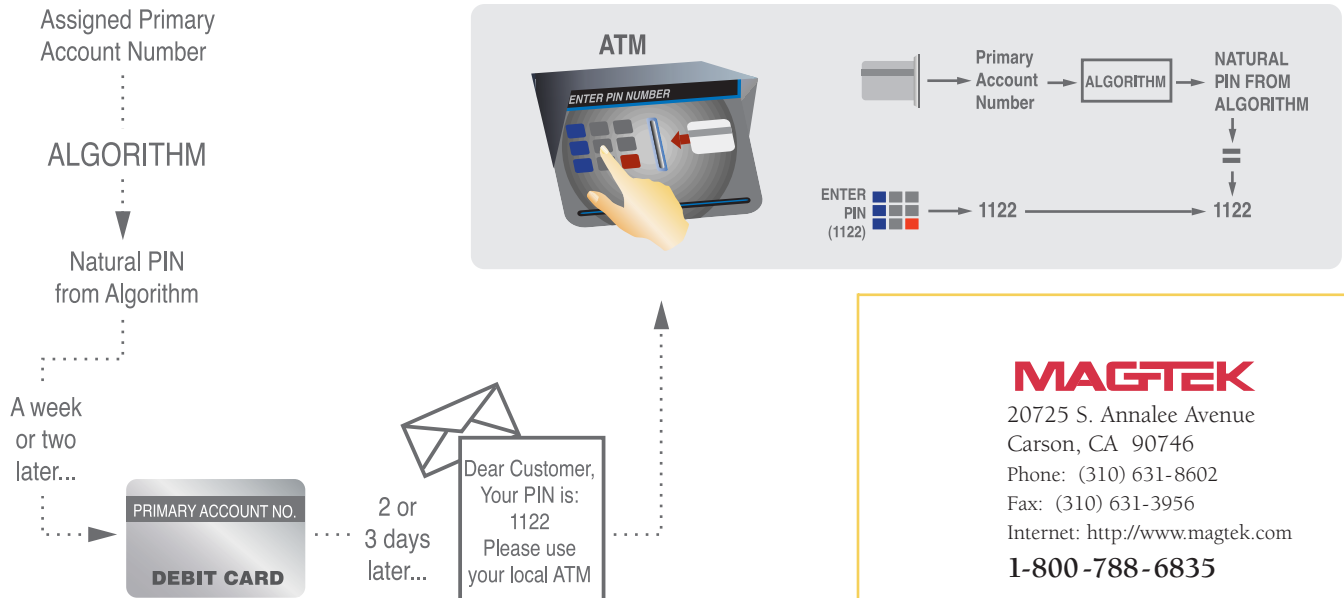 Assigned Primary
Account Number
ALGORITHM
Natural PIN
from Algorithm
A week
or two
later...
PRIMARY ACCOUNT NO.
DEBIT CARD
2 or
3 days
later...
Dear Customer,
Your PIN is:
1122
Please use
your local ATM
ATM
ENTER PIN NUMBER
Primary
Account
Number
ALGORITHM
NATURAL
PIN FROM
ALGORITHM
=
ENTER
PIN
(1122)
1122
1122
MAGTEK
20725 S. Annalee Avenue
Carson, CA 90746
Phone: (310) 631-8602
Fax: (310) 631-3956
Internet: http://www.magtek.com
1-800-788-6835